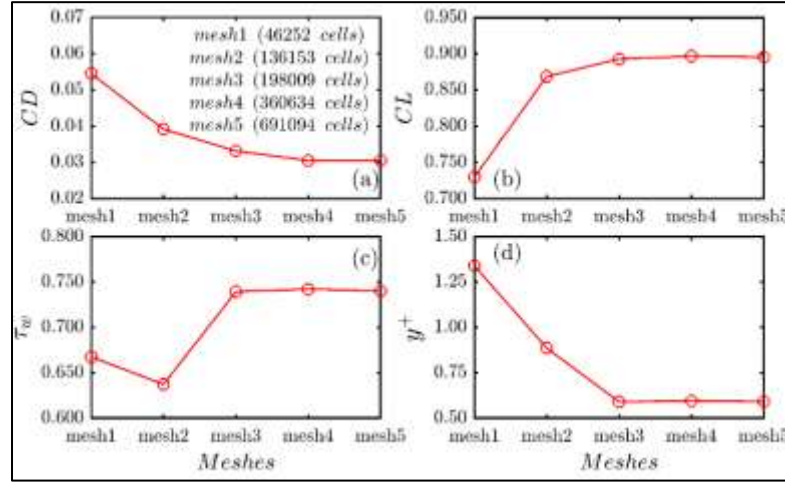 0.07
0.06
0.05
0.04
0.03
0.02
CD
mesh1 (46252 cells)
mesh2 (136153 cells)
mesh3 (198009 cells)
mesh4 (360634 cells)
mesh5 (691094 cells)
(a)
mesh1 mesh2 mesh3 mesh4 mesh5
0.950
0.900
0.850
0.800
0.750
0.700
CL
(b)
mesh1 mesh2 mesh3 mesh4 mesh5
0.800
0.750
0.700
0.650
0.600
τw
(c)
mesh1 mesh2 mesh3 mesh4 mesh5
Meshes
1.50
1.25
1.00
0.75
0.50
y+
(d)
mesh1 mesh2 mesh3 mesh4 mesh5
Meshes